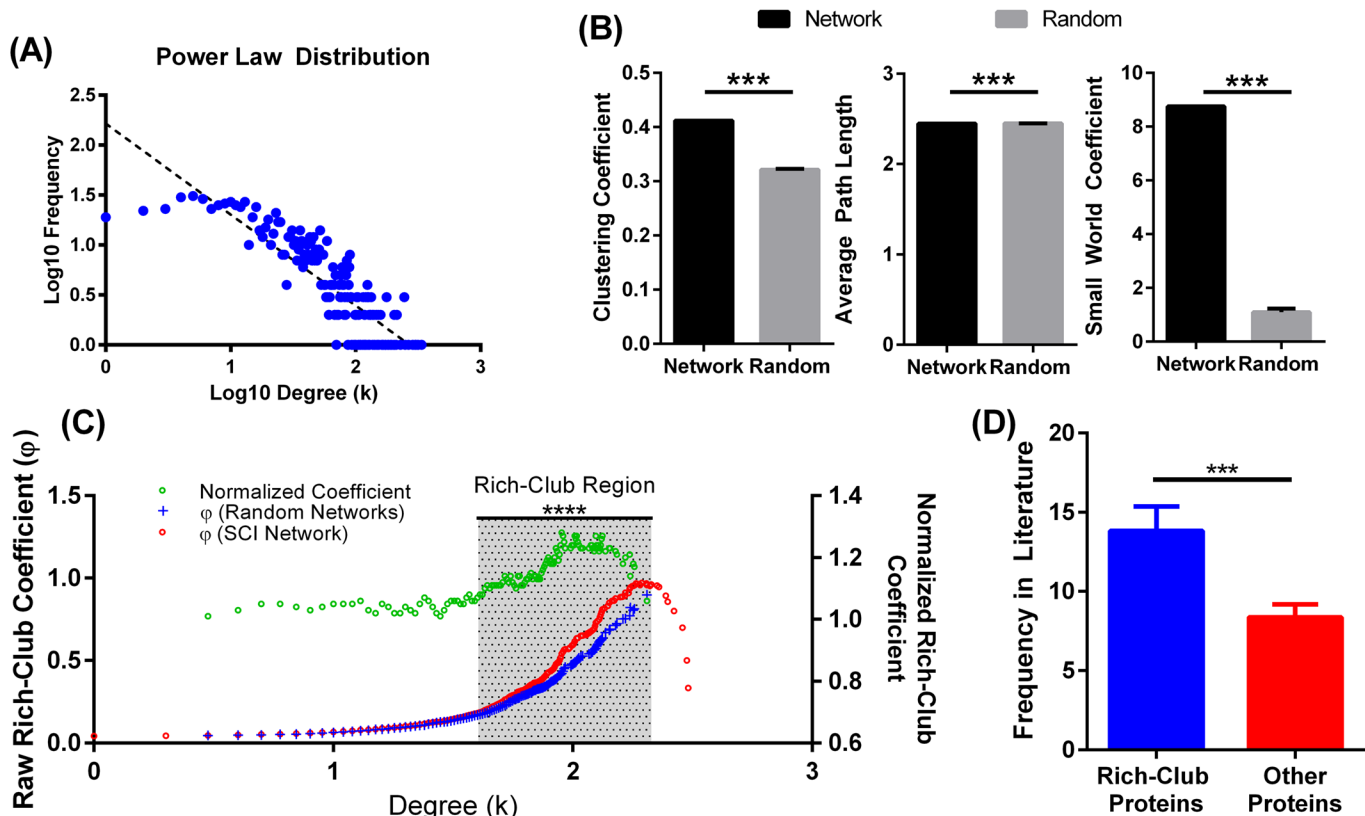 (A)
Power Law Distribution
Log10 Frequency
2.5
2.0
1.5
1.0
0.5
0.0
0
1
2
3
Log10 Degree (k)
(B)
Network
Random
Clustering Coefficient
0.5
0.4
0.3
0.2
0.1
0.0
***
Network Random
Average Path Length
3
2
1
0
***
Network Random
Small World Coefficient
10
8
6
4
2
0
***
Network Random
(C)
Raw Rich-Club Coefficient (φ)
1.5
1.0
0.5
0.0
Normalized Coefficient
φ (Random Networks)
φ (SCI Network)
Rich-Club Region
****
1.4
1.2
1.0
0.8
0.6
Normalized Rich-Club
Coefficient
0
1
2
3
Degree (k)
(D)
Frequency in Literature
20
15
10
5
0
***
Rich-Club
Proteins
Other
Proteins